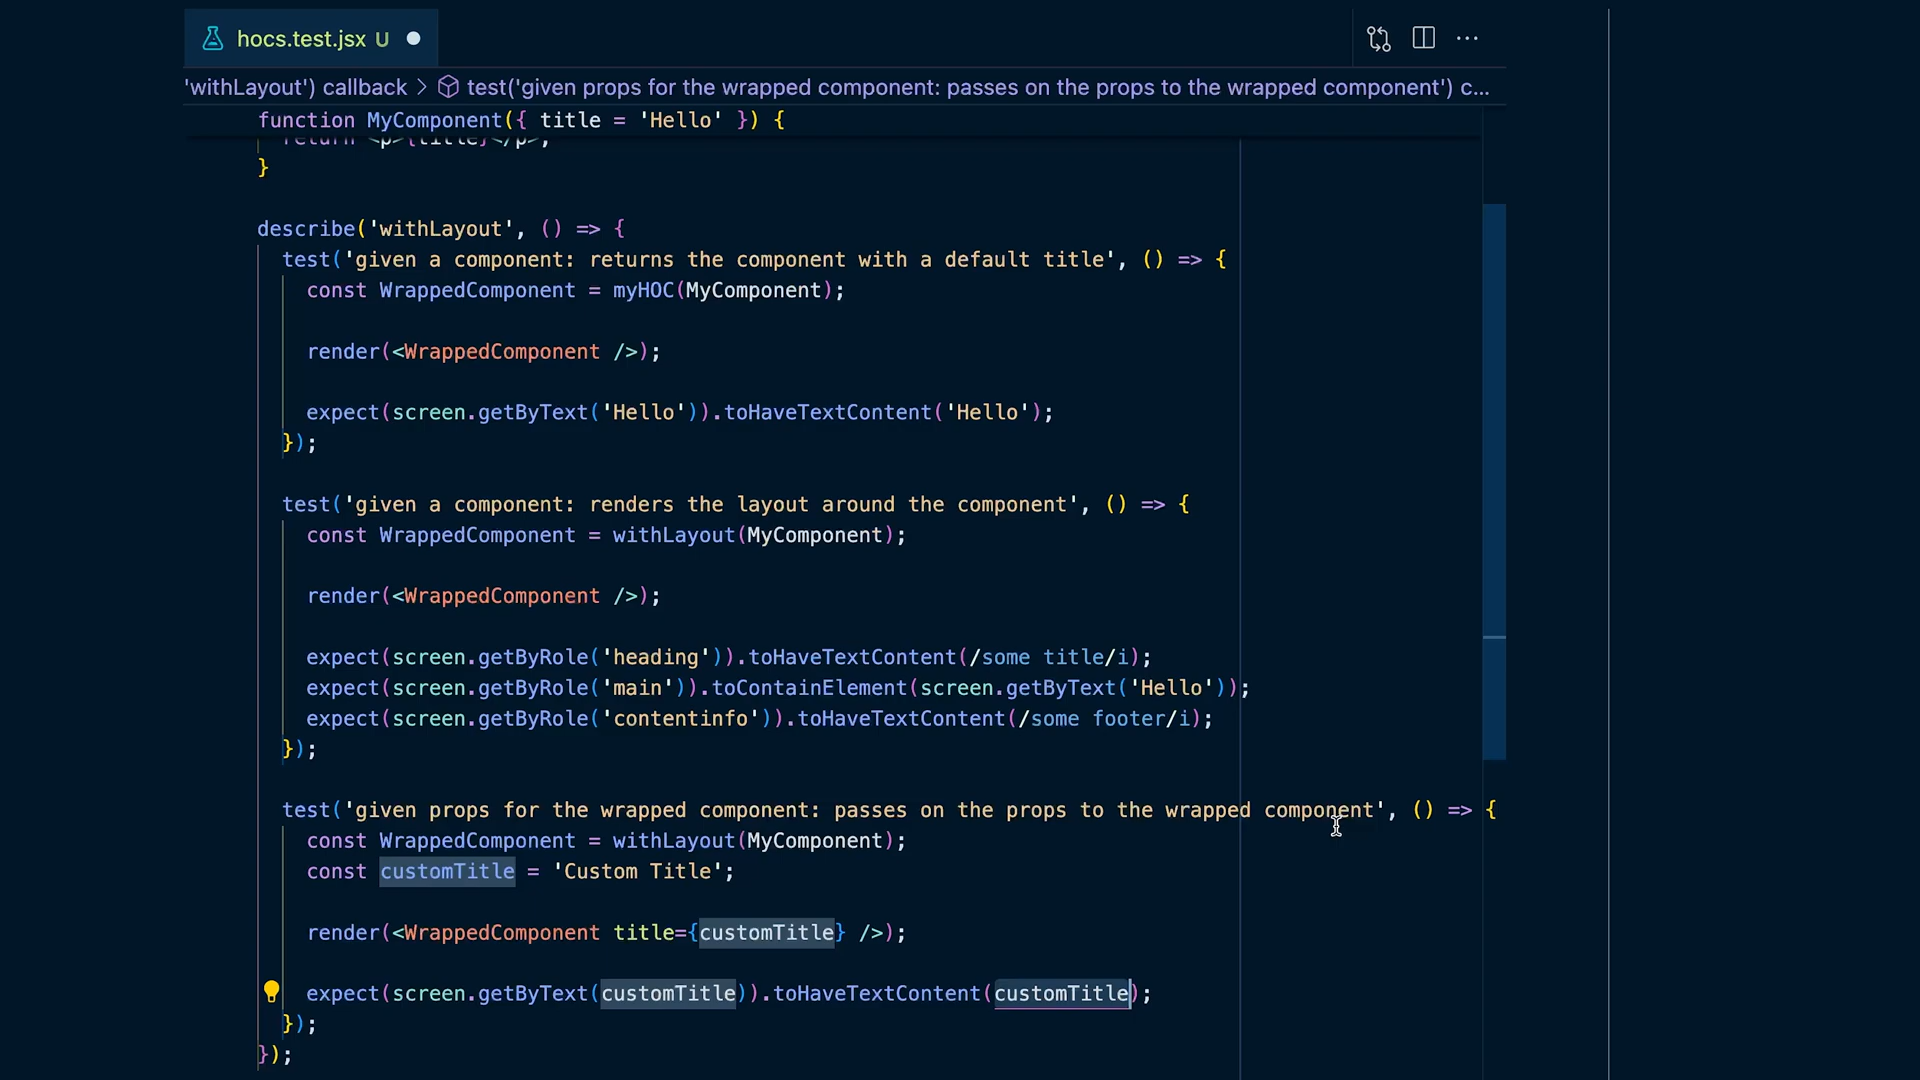 hocs.test.jsx U
'withLayout') callback > test('given props for the wrapped component: passes on the props to the wrapped component') c...
function MyComponent({ title = 'Hello' }) {
return <p>{title}</p>;
}
describe('withLayout', () => {
test('given a component: returns the component with a default title', () => {
const WrappedComponent = myHOC(MyComponent);
render(<WrappedComponent />);
expect(screen.getByText('Hello')).toHaveTextContent('Hello');
});
test('given a component: renders the layout around the component', () => {
const WrappedComponent = withLayout(MyComponent);
render(<WrappedComponent />);
expect(screen.getByRole('heading')).toHaveTextContent(/some title/i);
expect(screen.getByRole('main')).toContainElement(screen.getByText('Hello'));
expect(screen.getByRole('contentinfo')).toHaveTextContent(/some footer/i);
});
test('given props for the wrapped component: passes on the props to the wrapped component', () => {
const WrappedComponent = withLayout(MyComponent);
const customTitle = 'Custom Title';
render(<WrappedComponent title={customTitle} />);
expect(screen.getByText(customTitle)).toHaveTextContent(customTitle);
});
});